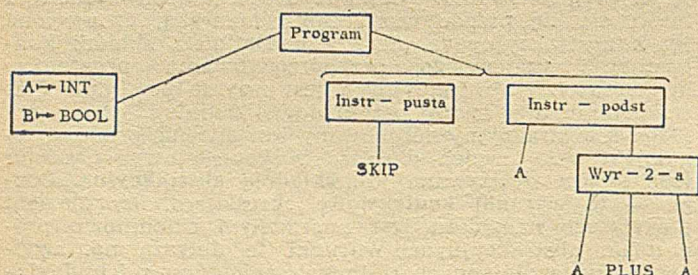 Program
A ↦ INT
B ↦ BOOL
Instr - pusta
Instr - podst
SKIP
A
Wyr - 2 - a
A PLUS A